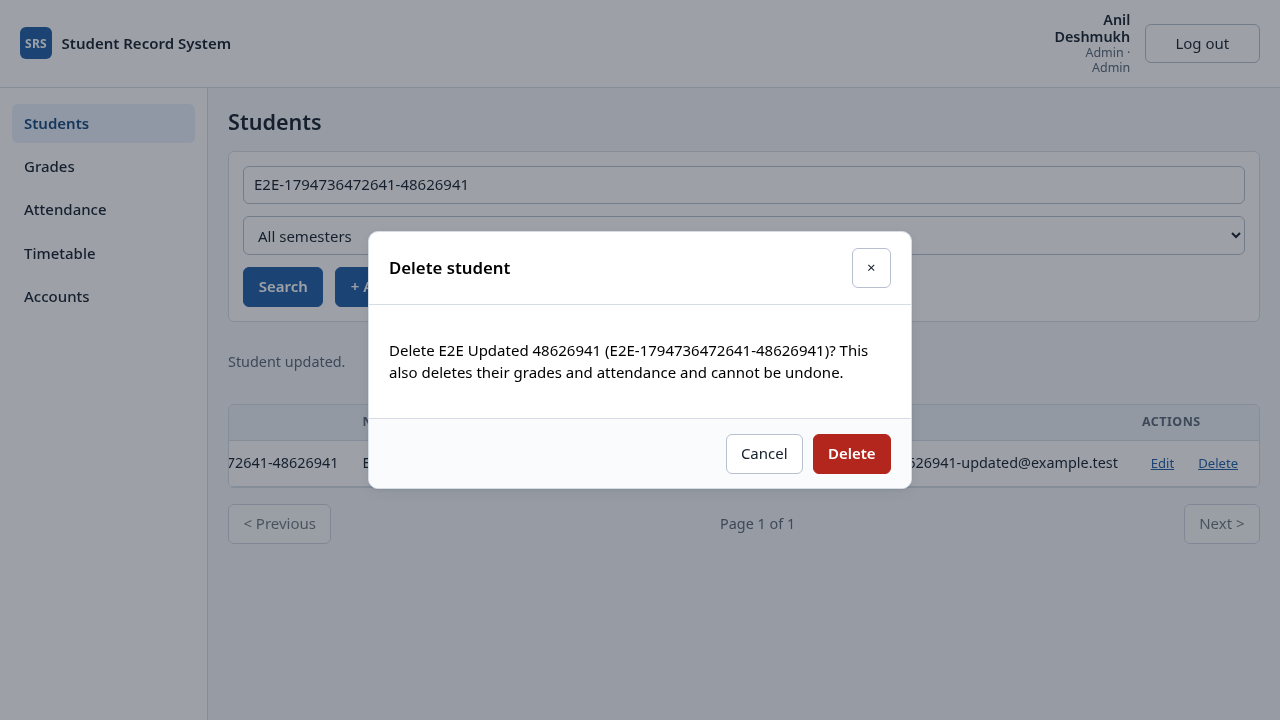 SRS
Student Record System
Anil
Deshmukh
Admin ·
Admin
Log out
Students
Grades
Attendance
Timetable
Accounts
Students
E2E-1794736472641-48626941
All semesters
Search
+ A
Student updated.
Delete student
×
Delete E2E Updated 48626941 (E2E-1794736472641-48626941)? This
also deletes their grades and attendance and cannot be undone.
Cancel
Delete
ACTIONS
72641-48626941
626941-updated@example.test
Edit
Delete
< Previous
Page 1 of 1
Next >